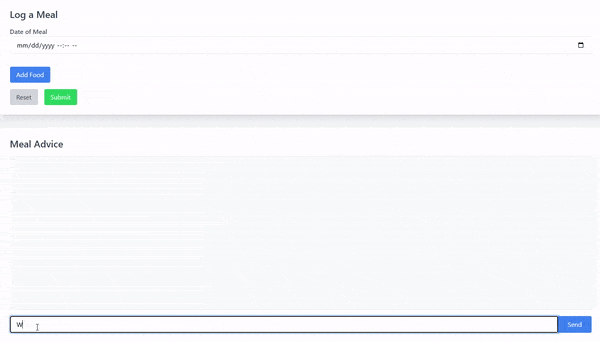 Log a Meal
Date of Meal
mm/dd/yyyy --:-- --
Add Food
Reset Submit
Meal Advice
W Send